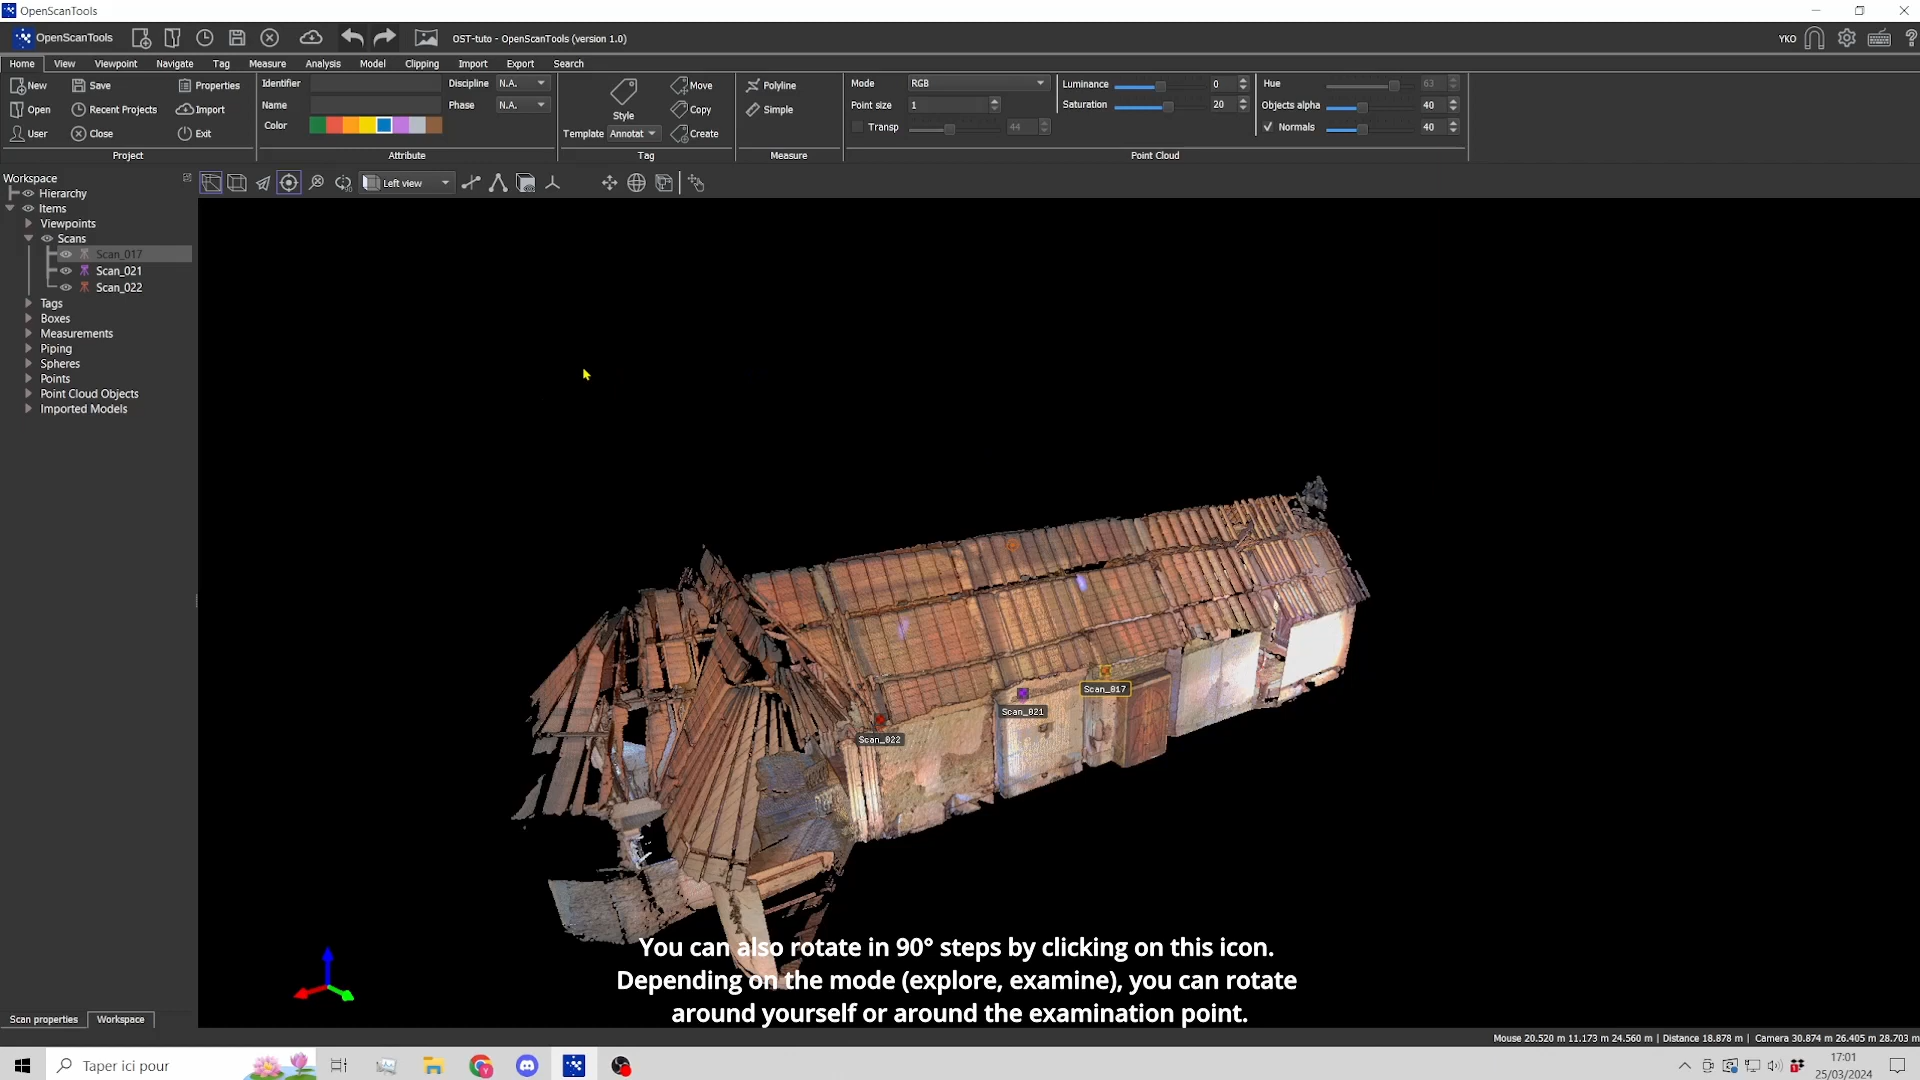 OpenScanTools
OpenScanTools
OST-tuto - OpenScanTools (version 1.0)
YKO
Home View Viewpoint Navigate Tag Measure Analysis Model Clipping Import Export Search
New Save Properties
Open Recent Projects Import
User Close Exit
Project
Identifier Discipline N.A.
Name Phase N.A.
Color
Attribute
Style
Template Annotat
Move
Copy
Create
Tag
Polyline
Simple
Measure
Mode RGB Luminance 0 Hue 63
Point size 1 Saturation 20 Objects alpha 40
Transp 44 Normals 40
Point Cloud
Left view
Workspace
Hierarchy
Items
Viewpoints
Scans
Scan_017
Scan_021
Scan_022
Tags
Boxes
Measurements
Piping
Spheres
Points
Point Cloud Objects
Imported Models
Scan_017
Scan_021
Scan_022
You can also rotate in 90° steps by clicking on this icon.
Depending on the mode (explore, examine), you can rotate
around yourself or around the examination point.
Scan properties Workspace
Mouse 20.520 m 11.173 m 24.560 m | Distance 18.878 m | Camera 30.874 m 26.405 m 28.703 m
Taper ici pour
17:01
25/03/2024